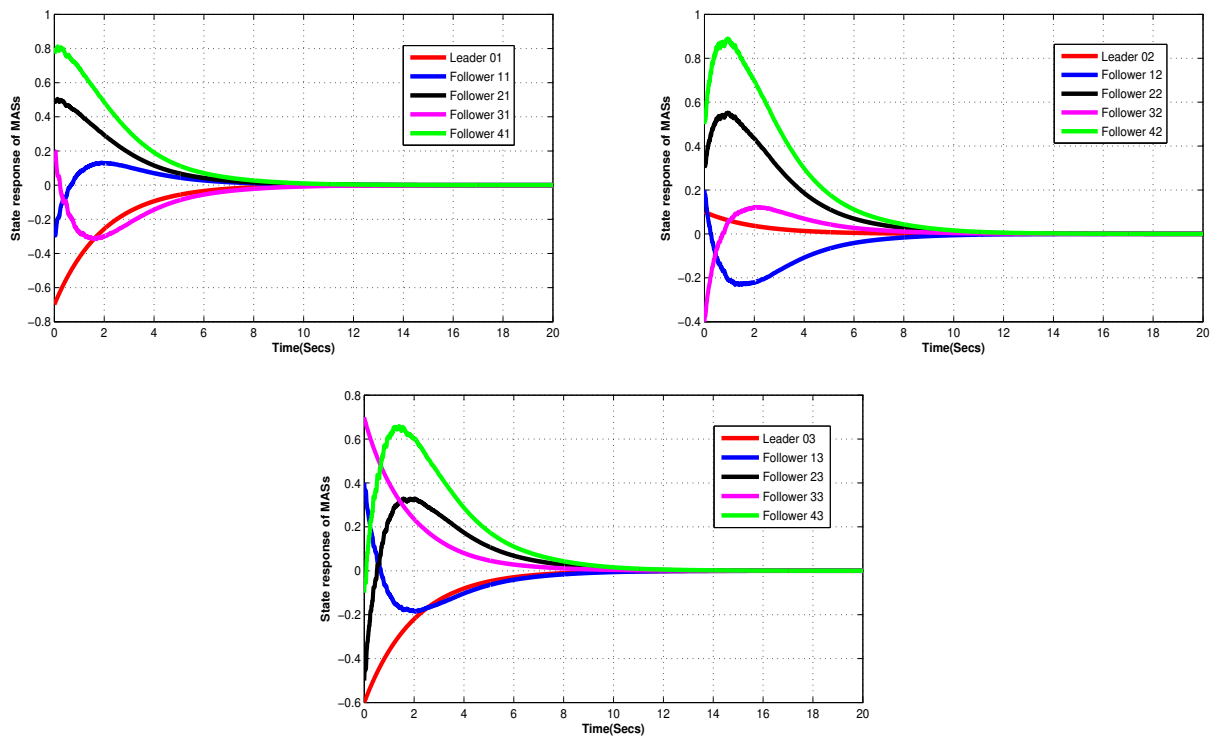 1
0.8
0.6
0.4
0.2
0
−0.2
−0.4
−0.6
−0.8
State response of MASs
0 2 4 6 8 10 12 14 16 18 20
Time(Secs)
Leader 01
Follower 11
Follower 21
Follower 31
Follower 41
1
0.8
0.6
0.4
0.2
0
−0.2
−0.4
State response of MASs
0 2 4 6 8 10 12 14 16 18 20
Time(Secs)
Leader 02
Follower 12
Follower 22
Follower 32
Follower 42
0.8
0.6
0.4
0.2
0
−0.2
−0.4
−0.6
State response of MASs
0 2 4 6 8 10 12 14 16 18 20
Time(Secs)
Leader 03
Follower 13
Follower 23
Follower 33
Follower 43